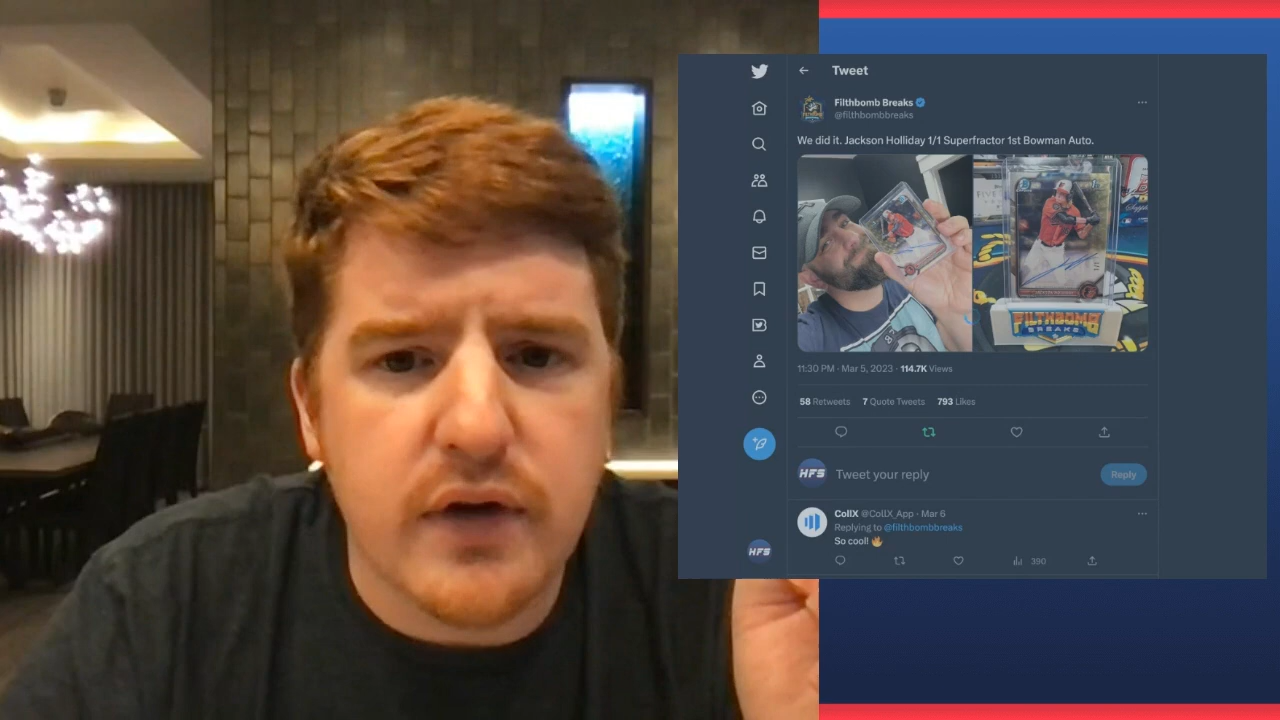 Tweet
Filthbomb Breaks
@filthbombbreaks
We did it. Jackson Holliday 1/1 Superfractor 1st Bowman Auto.
FILTHBOMB
BREAKS
11:30 PM · Mar 5, 2023 · 114.7K Views
58 Retweets 7 Quote Tweets 793 Likes
HFS
Tweet your reply
Reply
CollX @CollX_App · Mar 6
Replying to @filthbombbreaks
So cool! 🔥
390
HFS